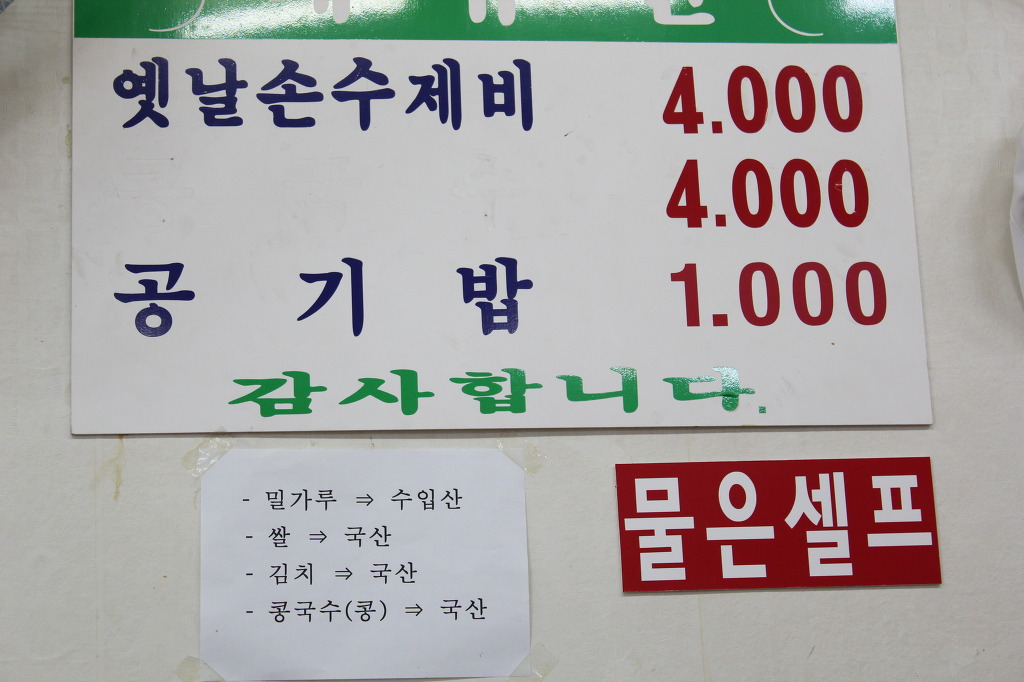 옛날손수제비 4.000
4.000
공기밥 1.000
감사합니다.
- 밀가루 ⇒ 수입산
- 쌀 ⇒ 국산
- 김치 ⇒ 국산
- 콩국수(콩) ⇒ 국산
물은셀프